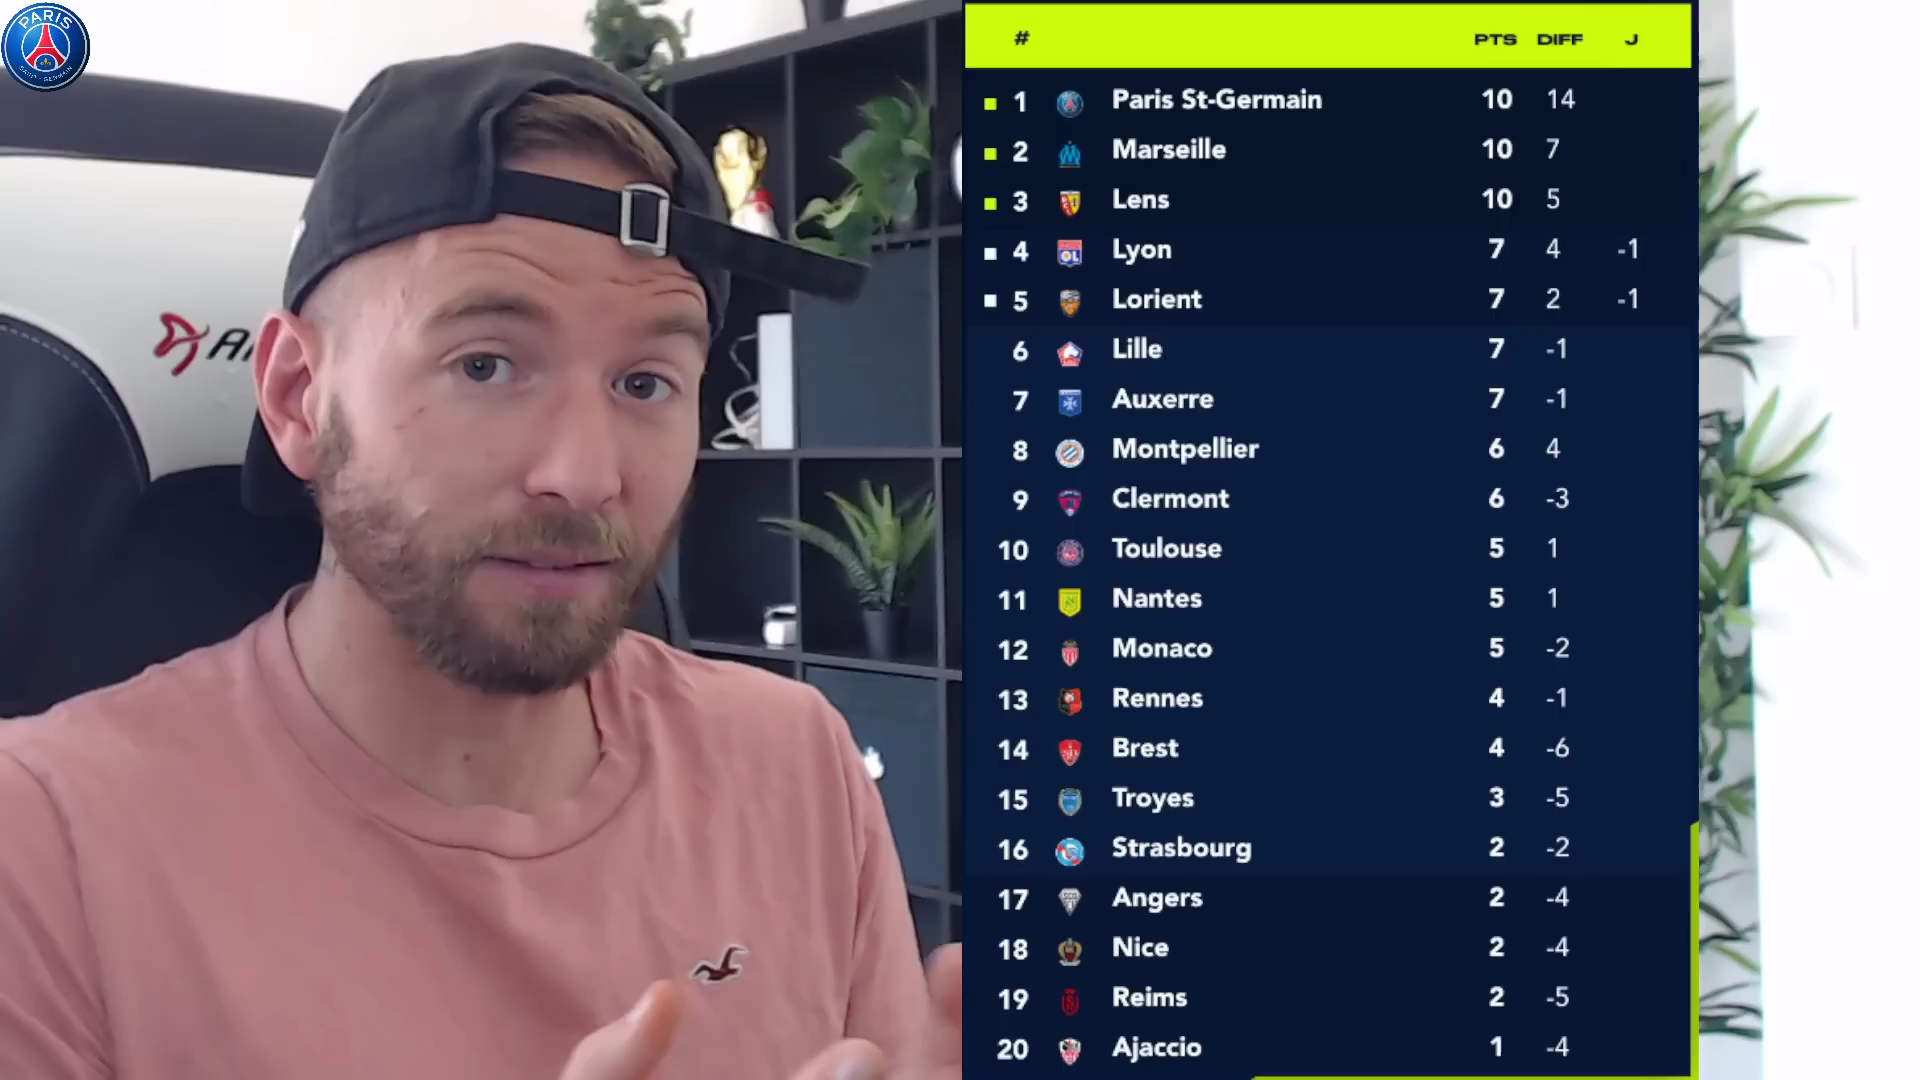 PARIS
SAINT-GERMAIN
# PTS DIFF J
1 Paris St-Germain 10 14
2 Marseille 10 7
3 Lens 10 5
4 Lyon 7 4 -1
5 Lorient 7 2 -1
6 Lille 7 -1
7 Auxerre 7 -1
8 Montpellier 6 4
9 Clermont 6 -3
10 Toulouse 5 1
11 Nantes 5 1
12 Monaco 5 -2
13 Rennes 4 -1
14 Brest 4 -6
15 Troyes 3 -5
16 Strasbourg 2 -2
17 Angers 2 -4
18 Nice 2 -4
19 Reims 2 -5
20 Ajaccio 1 -4